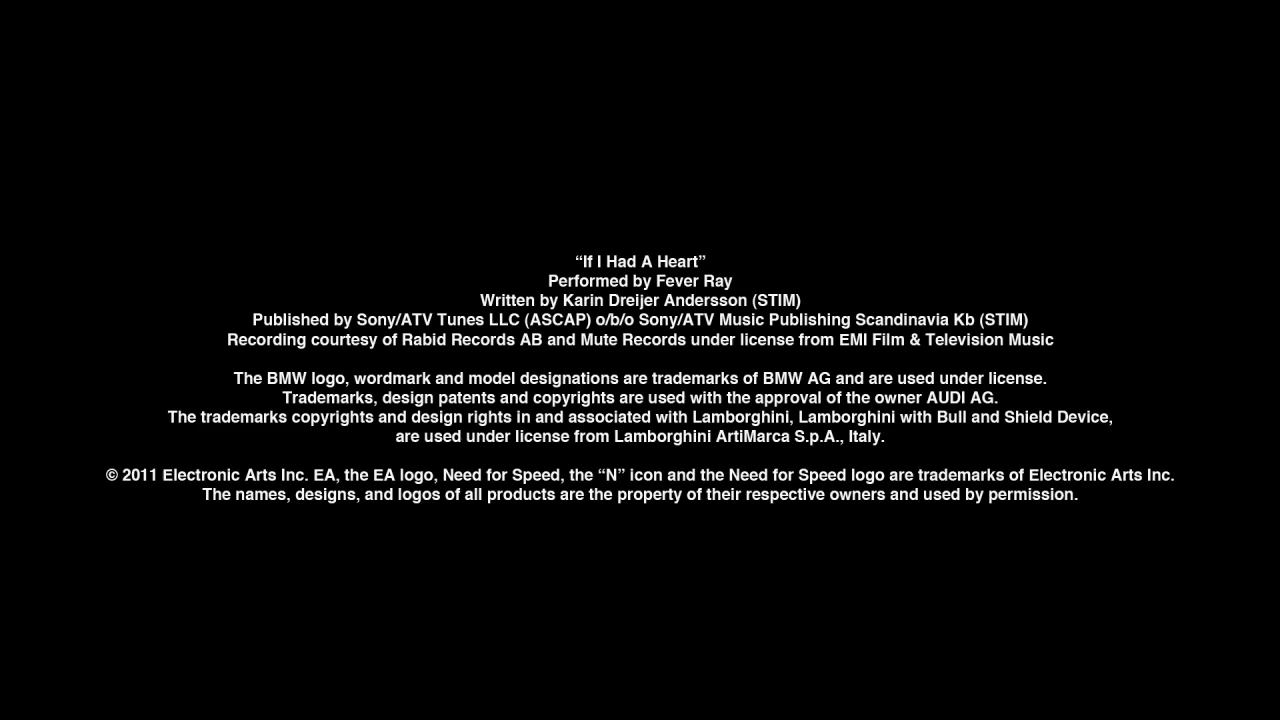 “If I Had A Heart”
Performed by Fever Ray
Written by Karin Dreijer Andersson (STIM)
Published by Sony/ATV Tunes LLC (ASCAP) o/b/o Sony/ATV Music Publishing Scandinavia Kb (STIM)
Recording courtesy of Rabid Records AB and Mute Records under license from EMI Film & Television Music
The BMW logo, wordmark and model designations are trademarks of BMW AG and are used under license.
Trademarks, design patents and copyrights are used with the approval of the owner AUDI AG.
The trademarks copyrights and design rights in and associated with Lamborghini, Lamborghini with Bull and Shield Device,
are used under license from Lamborghini ArtiMarca S.p.A., Italy.
© 2011 Electronic Arts Inc. EA, the EA logo, Need for Speed, the “N” icon and the Need for Speed logo are trademarks of Electronic Arts Inc.
The names, designs, and logos of all products are the property of their respective owners and used by permission.